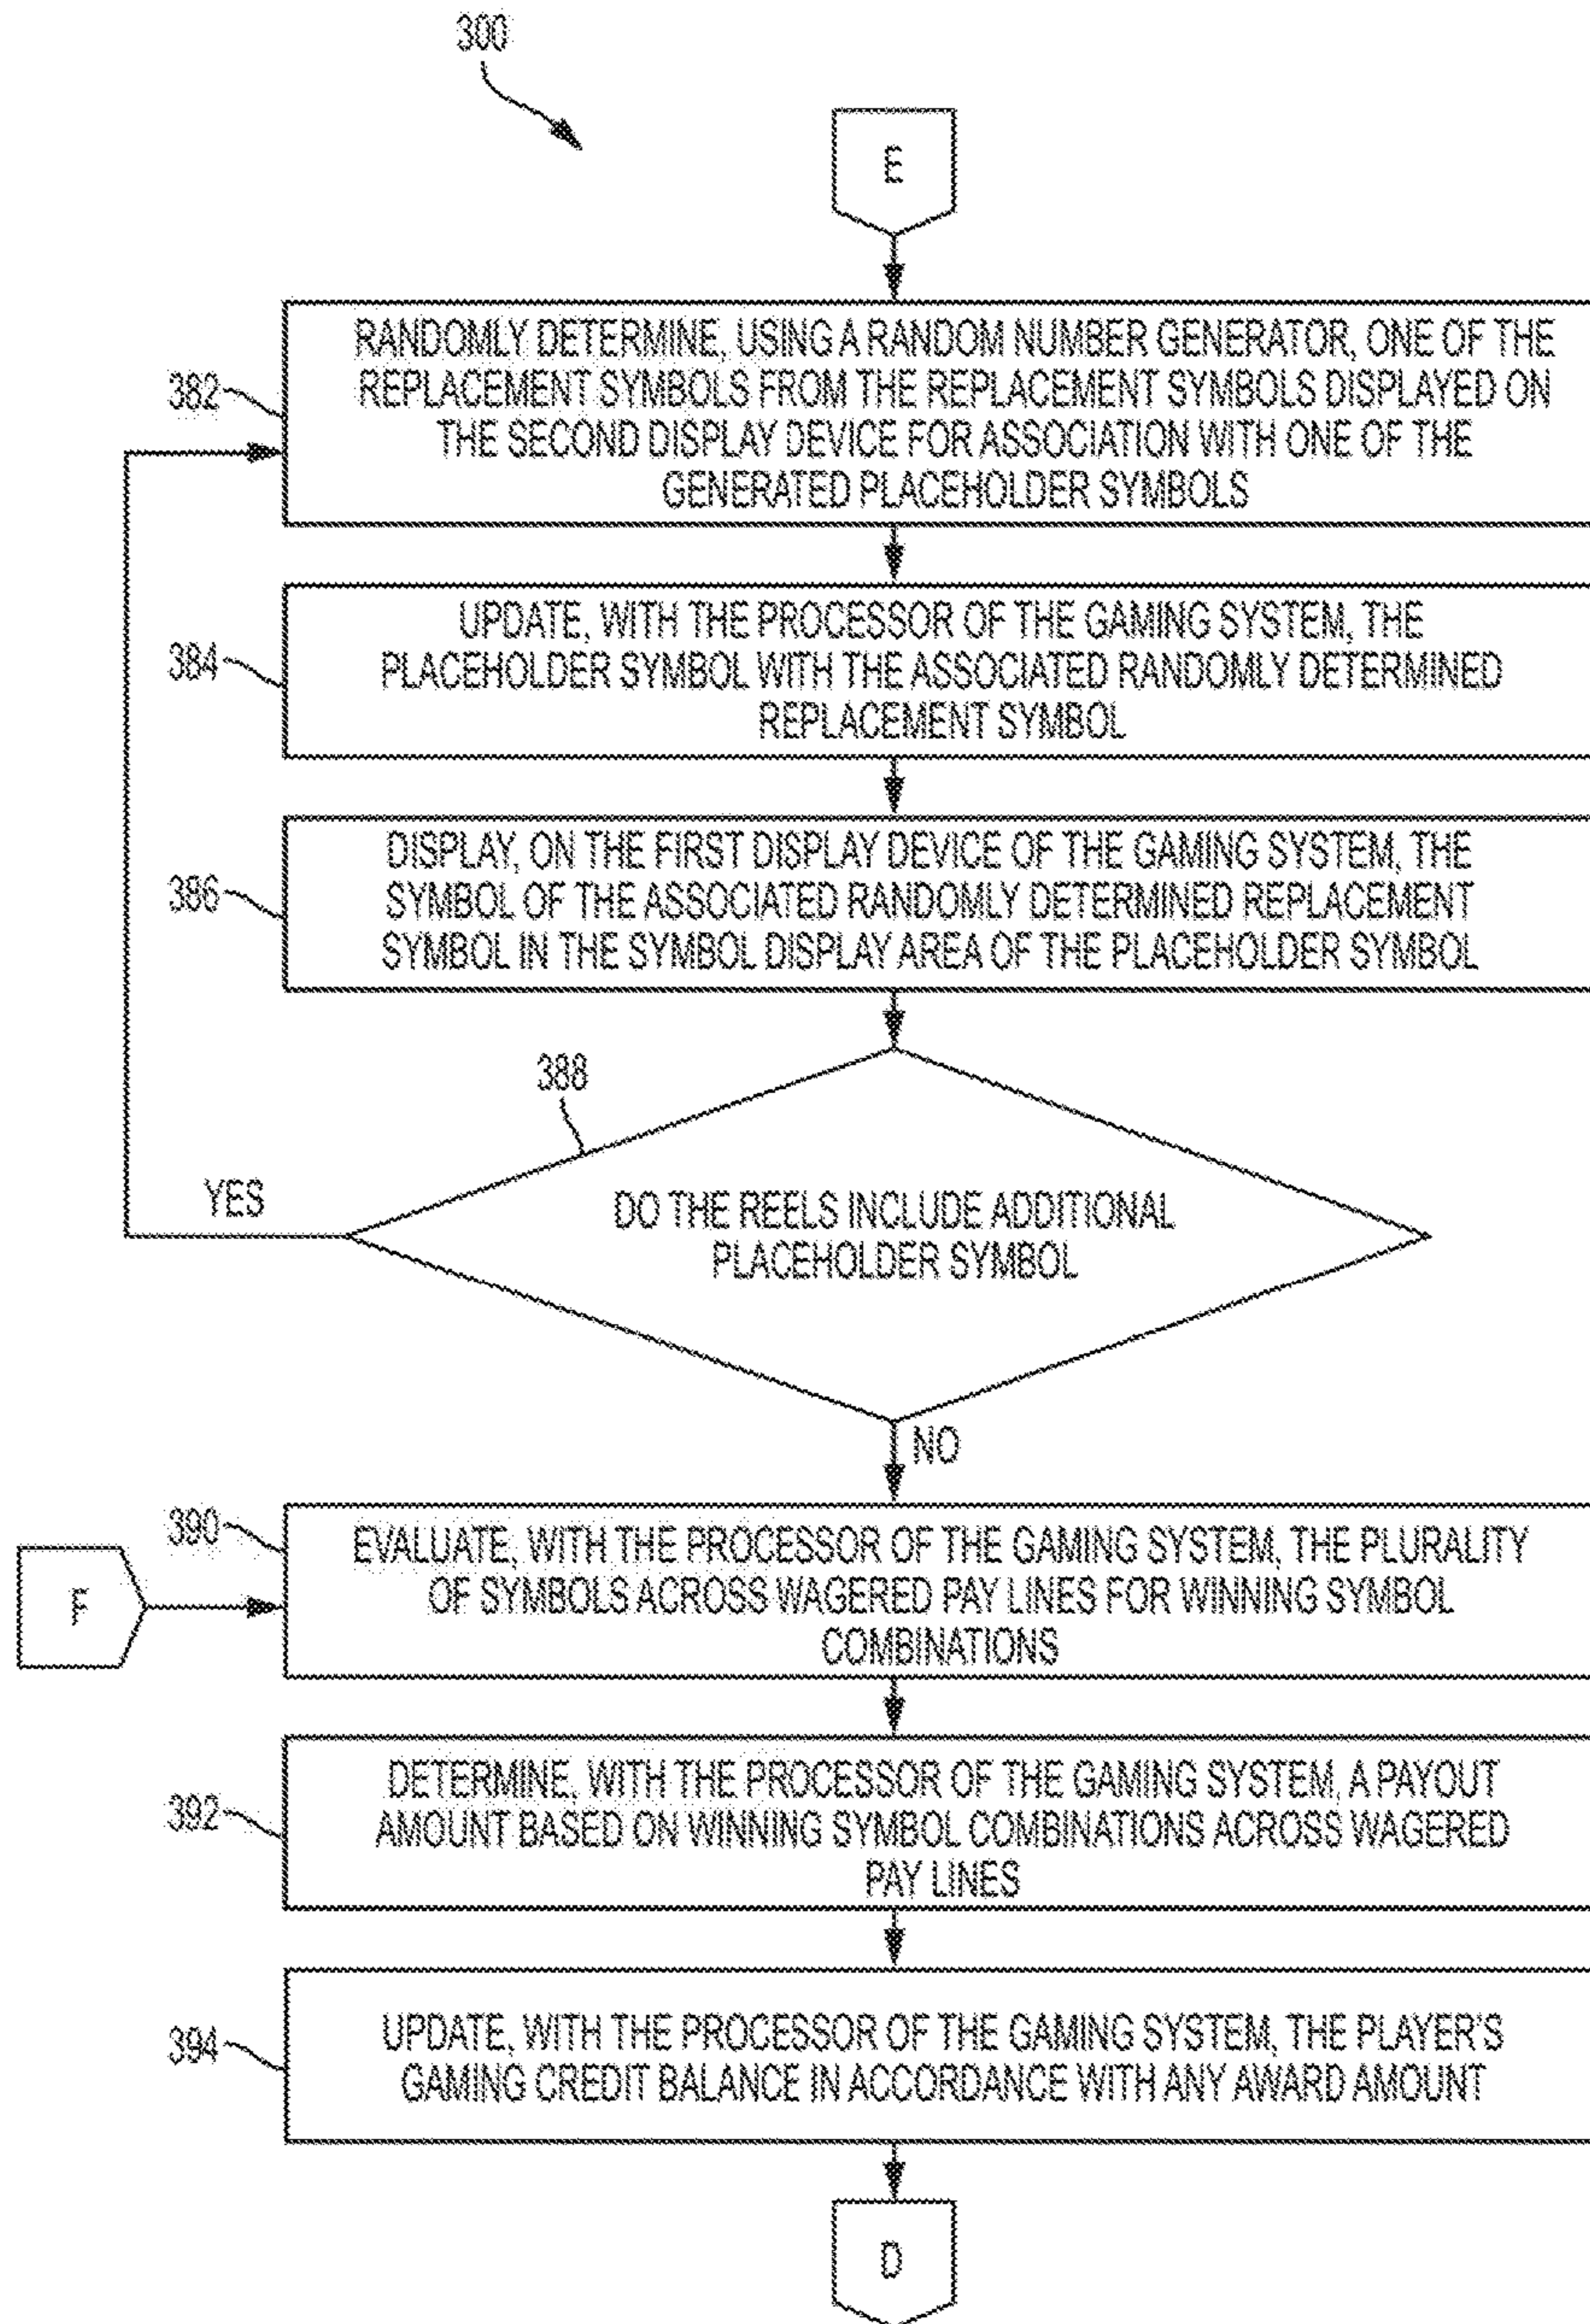 300
E
382
RANDOMLY DETERMINE, USING A RANDOM NUMBER GENERATOR, ONE OF THE
REPLACEMENT SYMBOLS FROM THE REPLACEMENT SYMBOLS DISPLAYED ON
THE SECOND DISPLAY DEVICE FOR ASSOCIATION WITH ONE OF THE
GENERATED PLACEHOLDER SYMBOLS
384
UPDATE, WITH THE PROCESSOR OF THE GAMING SYSTEM, THE
PLACEHOLDER SYMBOL WITH THE ASSOCIATED RANDOMLY DETERMINED
REPLACEMENT SYMBOL
386
DISPLAY, ON THE FIRST DISPLAY DEVICE OF THE GAMING SYSTEM, THE
SYMBOL OF THE ASSOCIATED RANDOMLY DETERMINED REPLACEMENT
SYMBOL IN THE SYMBOL DISPLAY AREA OF THE PLACEHOLDER SYMBOL
388
YES
DO THE REELS INCLUDE ADDITIONAL
PLACEHOLDER SYMBOL
NO
390
F
EVALUATE, WITH THE PROCESSOR OF THE GAMING SYSTEM, THE PLURALITY
OF SYMBOLS ACROSS WAGERED PAY LINES FOR WINNING SYMBOL
COMBINATIONS
392
DETERMINE, WITH THE PROCESSOR OF THE GAMING SYSTEM, A PAYOUT
AMOUNT BASED ON WINNING SYMBOL COMBINATIONS ACROSS WAGERED
PAY LINES
394
UPDATE, WITH THE PROCESSOR OF THE GAMING SYSTEM, THE PLAYER'S
GAMING CREDIT BALANCE IN ACCORDANCE WITH ANY AWARD AMOUNT
D